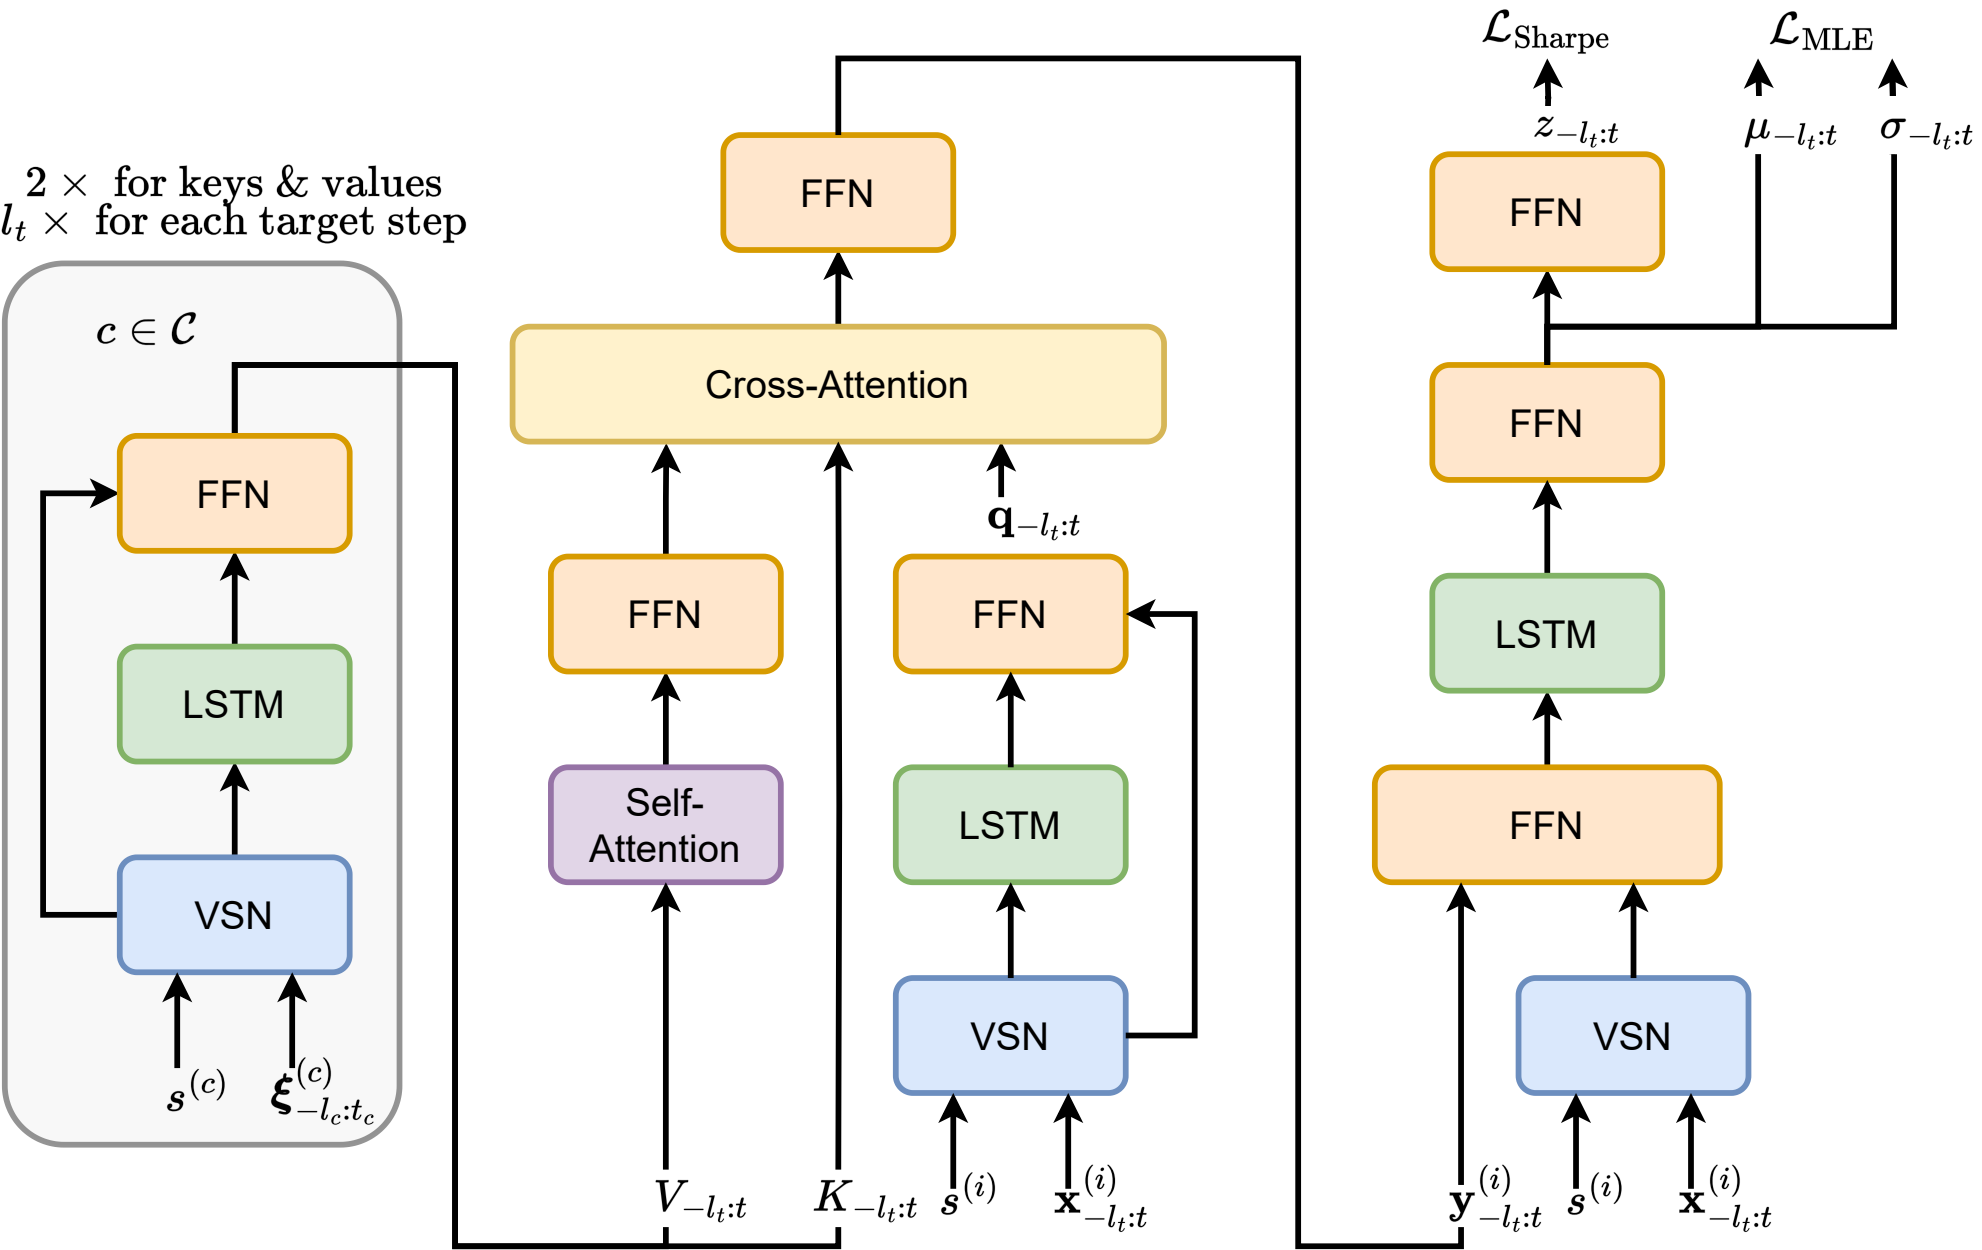 2 × for keys & values
l_t × for each target step
c ∈ 𝒞
FFN
LSTM
VSN
s^(c)
ξ^(c)_{-l_c:t_c}
FFN
Cross-Attention
q_{-l_t:t}
FFN
FFN
Self-
Attention
LSTM
VSN
V_{-l_t:t}
K_{-l_t:t}
s^(i)
x^(i)_{-l_t:t}
ℒ_Sharpe
ℒ_MLE
z_{-l_t:t}
μ_{-l_t:t}
σ_{-l_t:t}
FFN
FFN
LSTM
FFN
VSN
y^(i)_{-l_t:t}
s^(i)
x^(i)_{-l_t:t}